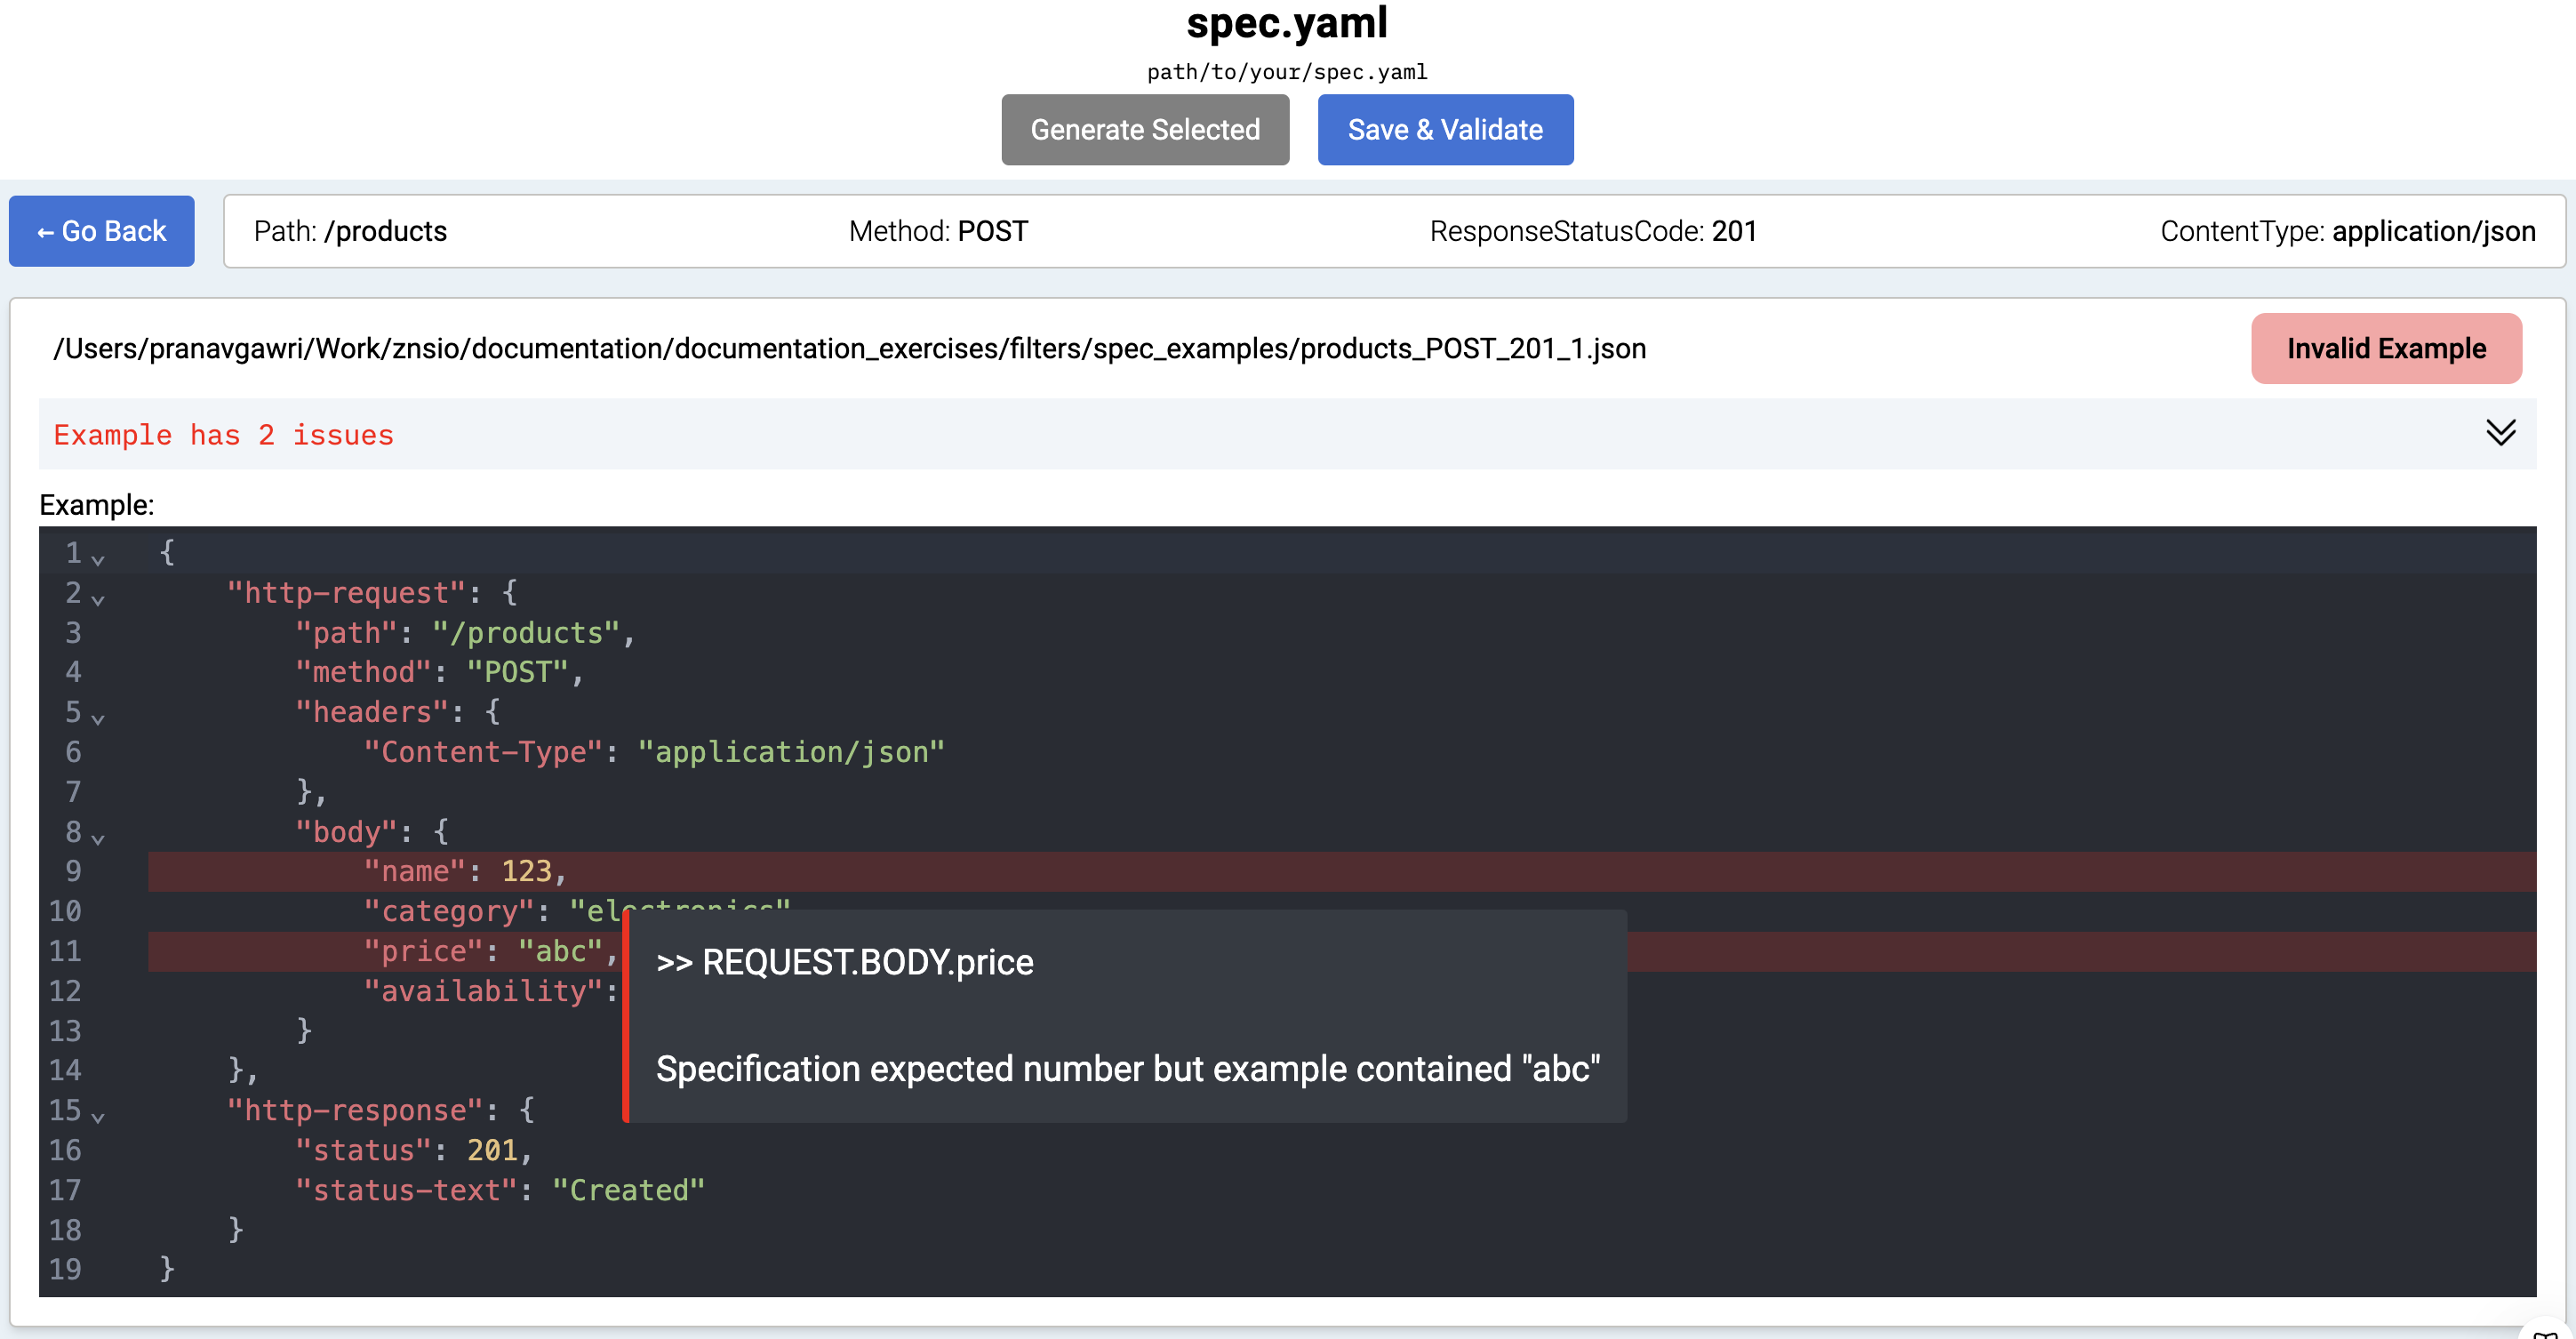 spec.yaml
path/to/your/spec.yaml
Generate Selected Save & Validate
← Go Back Path: /products Method: POST ResponseStatusCode: 201 ContentType: application/json
/Users/pranavgawri/Work/znsio/documentation/documentation_exercises/filters/spec_examples/products_POST_201_1.json Invalid Example
Example has 2 issues
Example:
1 {
2 "http-request": {
3 "path": "/products",
4 "method": "POST",
5 "headers": {
6 "Content-Type": "application/json"
7 },
8 "body": {
9 "name": 123,
10 "category": "electronics"
11 "price": "abc",
>> REQUEST.BODY.price
12 "availability":
13 }
14 },
Specification expected number but example contained "abc"
15 "http-response": {
16 "status": 201,
17 "status-text": "Created"
18 }
19 }